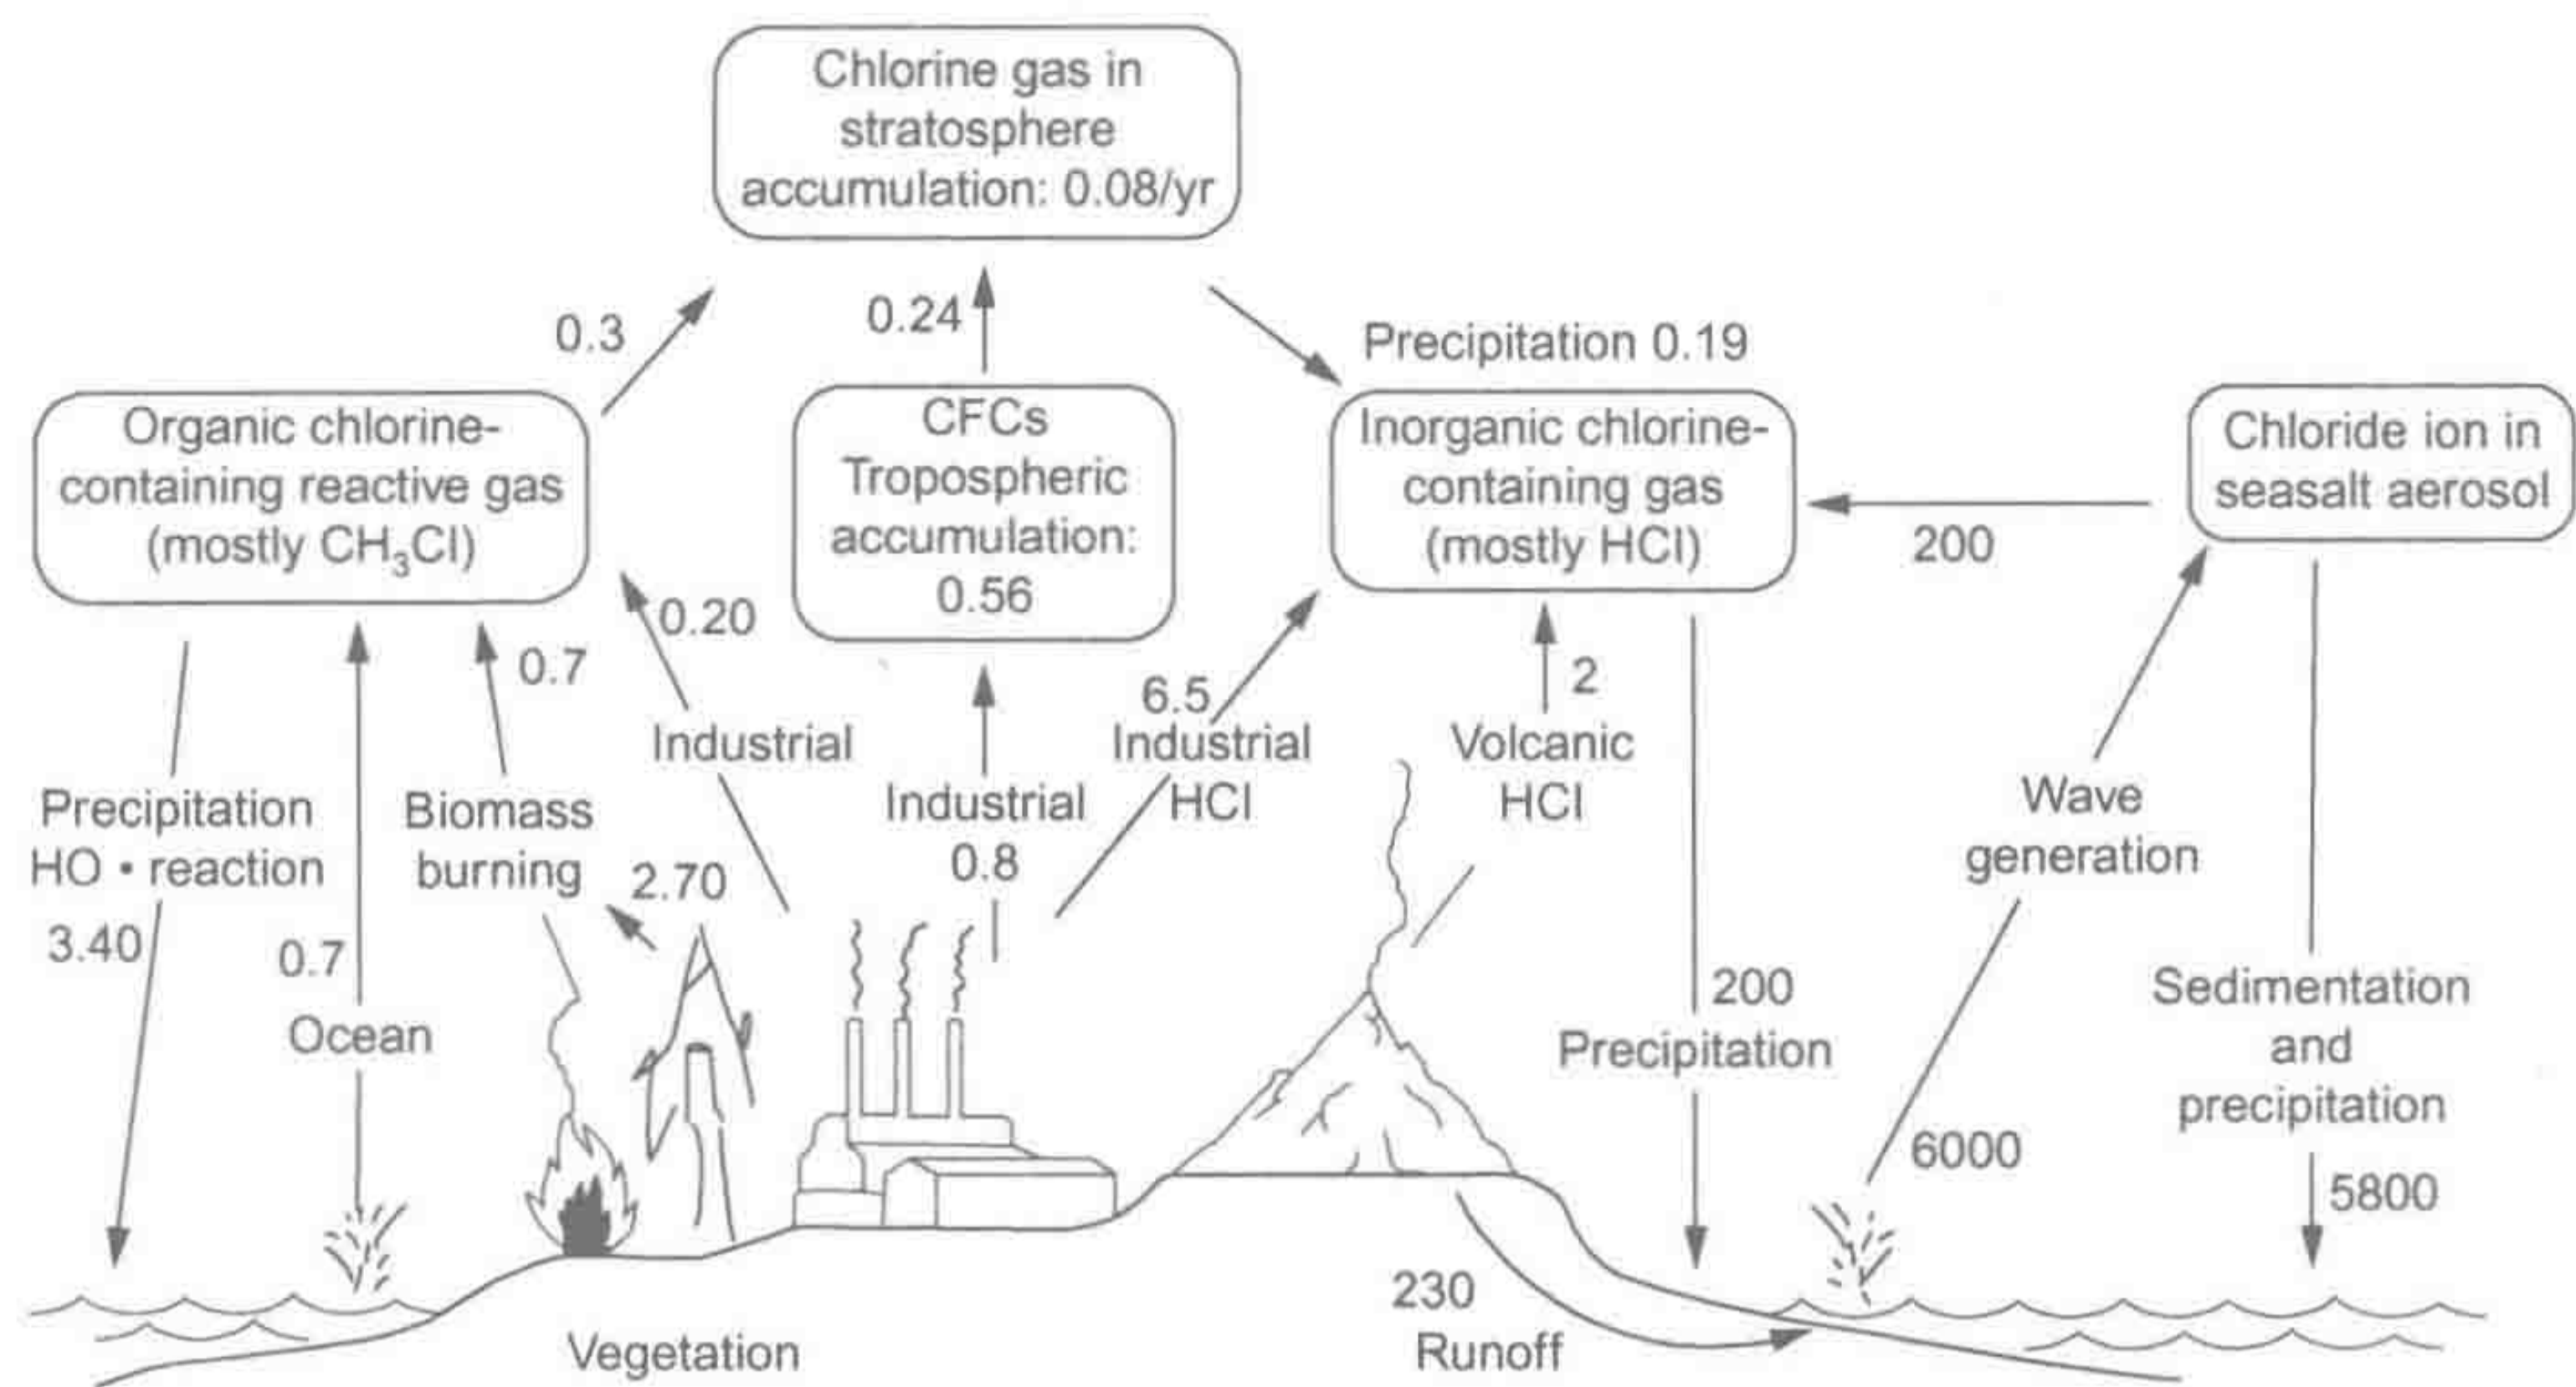 Chlorine gas in
stratosphere
accumulation: 0.08/yr
0.3
0.24
Precipitation 0.19
Organic chlorine-
containing reactive gas
(mostly CH₃Cl)
CFCs
Tropospheric
accumulation:
0.56
Inorganic chlorine-
containing gas
(mostly HCl)
Chloride ion in
seasalt aerosol
200
0.20
0.7
6.5
2
Industrial
Industrial
HCl
Volcanic
HCl
Precipitation
HO • reaction
3.40
Biomass
burning
2.70
Industrial
0.8
Wave
generation
0.7
Ocean
200
Precipitation
Sedimentation
and
precipitation
6000
5800
230
Runoff
Vegetation